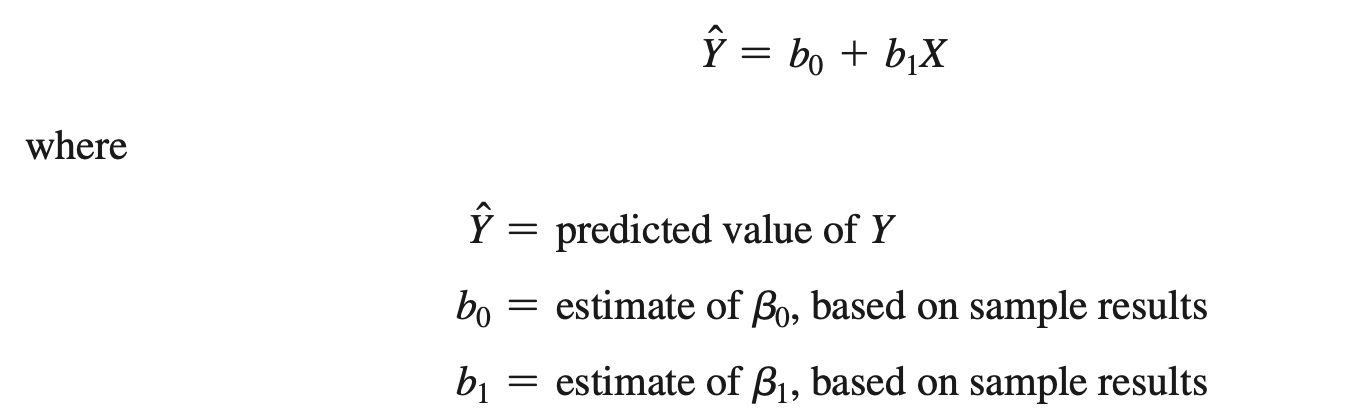 Ŷ = b₀ + b₁X
where
Ŷ = predicted value of Y
b₀ = estimate of β₀, based on sample results
b₁ = estimate of β₁, based on sample results